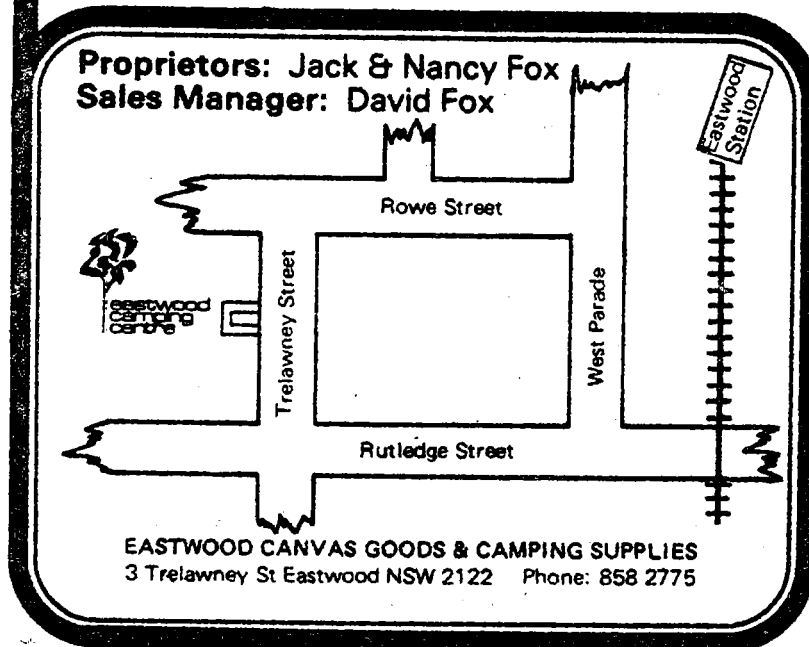 Proprietors: Jack & Nancy Fox
Sales Manager: David Fox
Eastwood
Station
Rowe Street
Trelawney Street
West Parade
eastwood
camping
centre
Rutledge Street
EASTWOOD CANVAS GOODS & CAMPING SUPPLIES
3 Trelawney St Eastwood NSW 2122 Phone: 858 2775